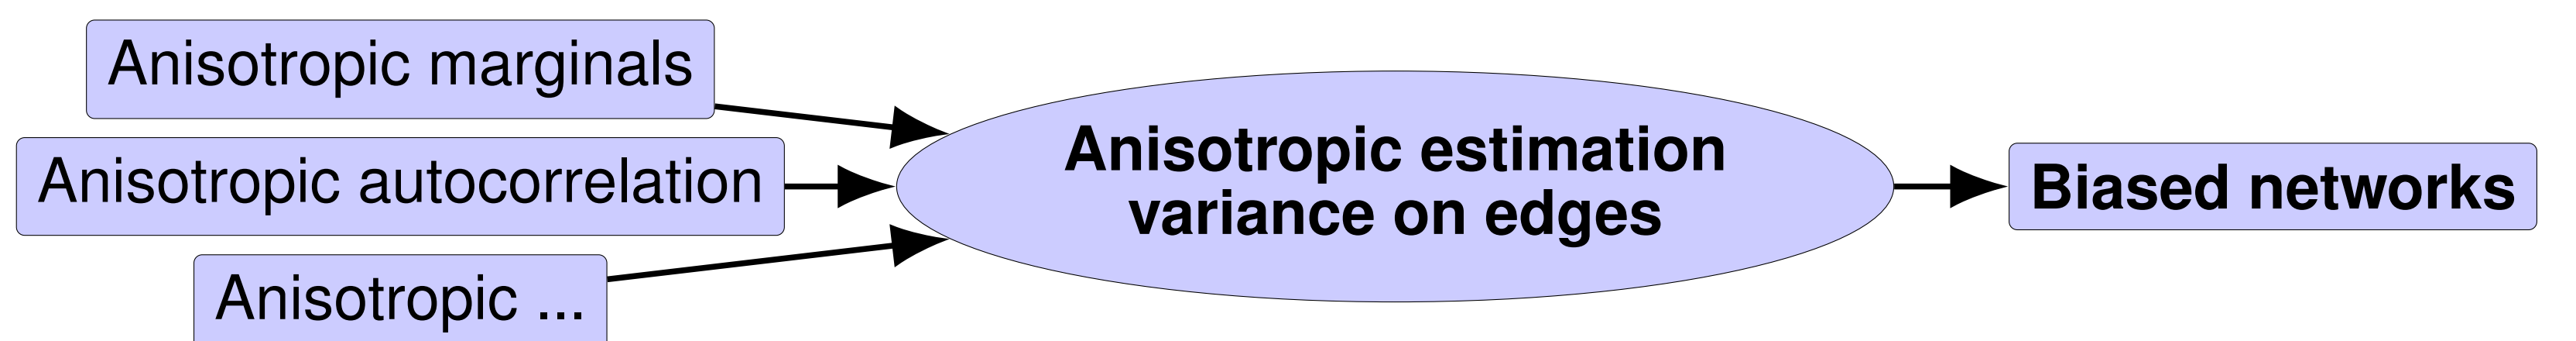 Anisotropic marginals
Anisotropic autocorrelation
Anisotropic ...
Anisotropic estimation
variance on edges
Biased networks